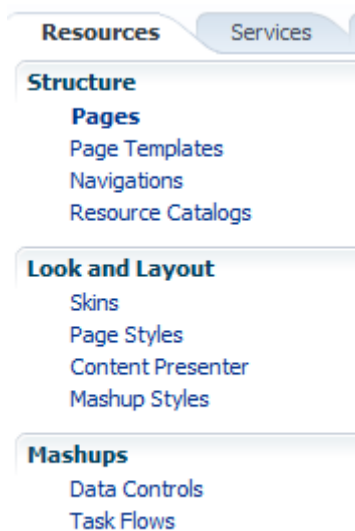 Resources Services
Structure
Pages
Page Templates
Navigations
Resource Catalogs
Look and Layout
Skins
Page Styles
Content Presenter
Mashup Styles
Mashups
Data Controls
Task Flows